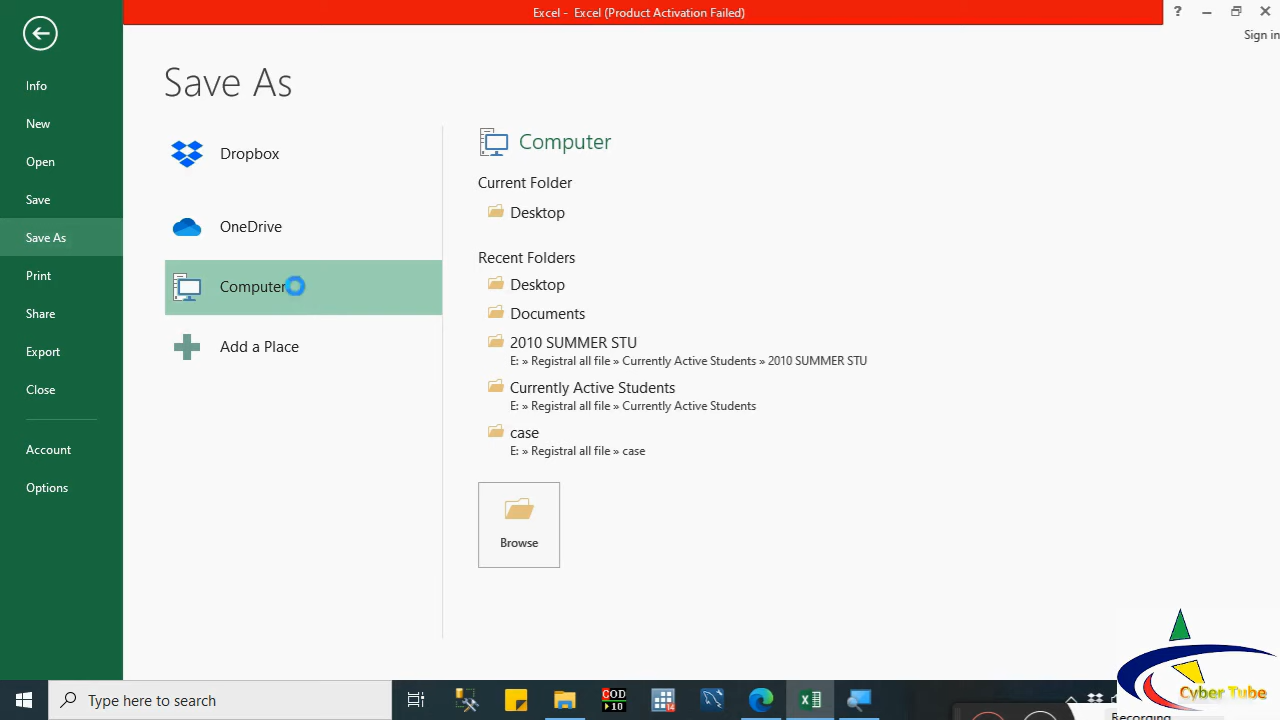 Excel - Excel (Product Activation Failed)
?
Sign in
Info
New
Open
Save
Save As
Print
Share
Export
Close
Account
Options
Save As
Dropbox
OneDrive
Computer
Add a Place
Computer
Current Folder
Desktop
Recent Folders
Desktop
Documents
2010 SUMMER STU
E: » Registral all file » Currently Active Students » 2010 SUMMER STU
Currently Active Students
E: » Registral all file » Currently Active Students
case
E: » Registral all file » case
Browse
Cyber Tube
Type here to search
COD
►10
14
Recording